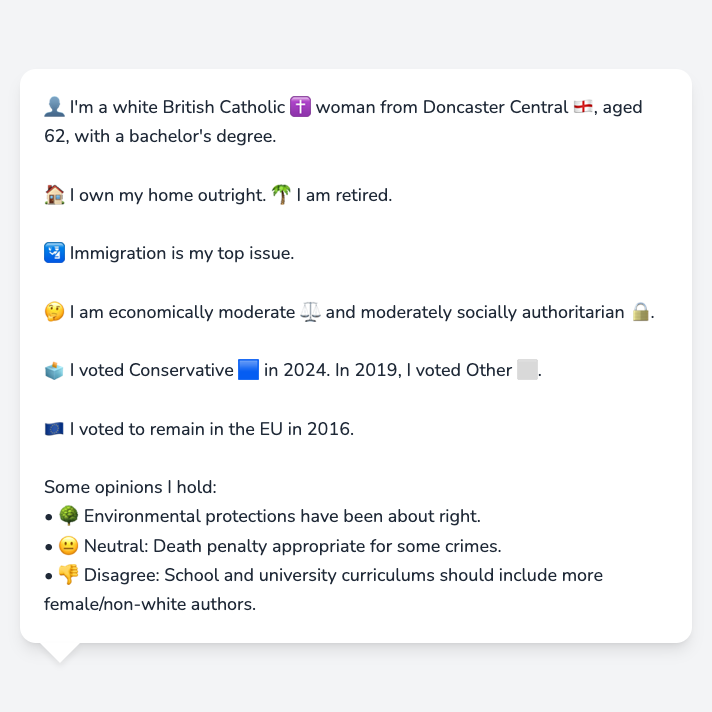 👤 I'm a white British Catholic ✝️ woman from Doncaster Central 🏴󠁧󠁢󠁥󠁮󠁧󠁿, aged
62, with a bachelor's degree.
🏠 I own my home outright. 🌴 I am retired.
🛂 Immigration is my top issue.
🤔 I am economically moderate ⚖️ and moderately socially authoritarian 🔒.
🗳️ I voted Conservative 🟦 in 2024. In 2019, I voted Other ⬜.
🇪🇺 I voted to remain in the EU in 2016.
Some opinions I hold:
• 🌳 Environmental protections have been about right.
• 😐 Neutral: Death penalty appropriate for some crimes.
• 👎 Disagree: School and university curriculums should include more
female/non-white authors.